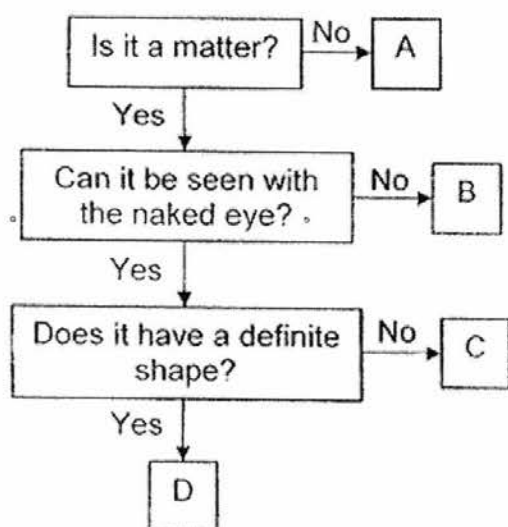 Is it a matter?
No
A
Yes
Can it be seen with
the naked eye?
No
B
Yes
Does it have a definite
shape?
No
C
Yes
D